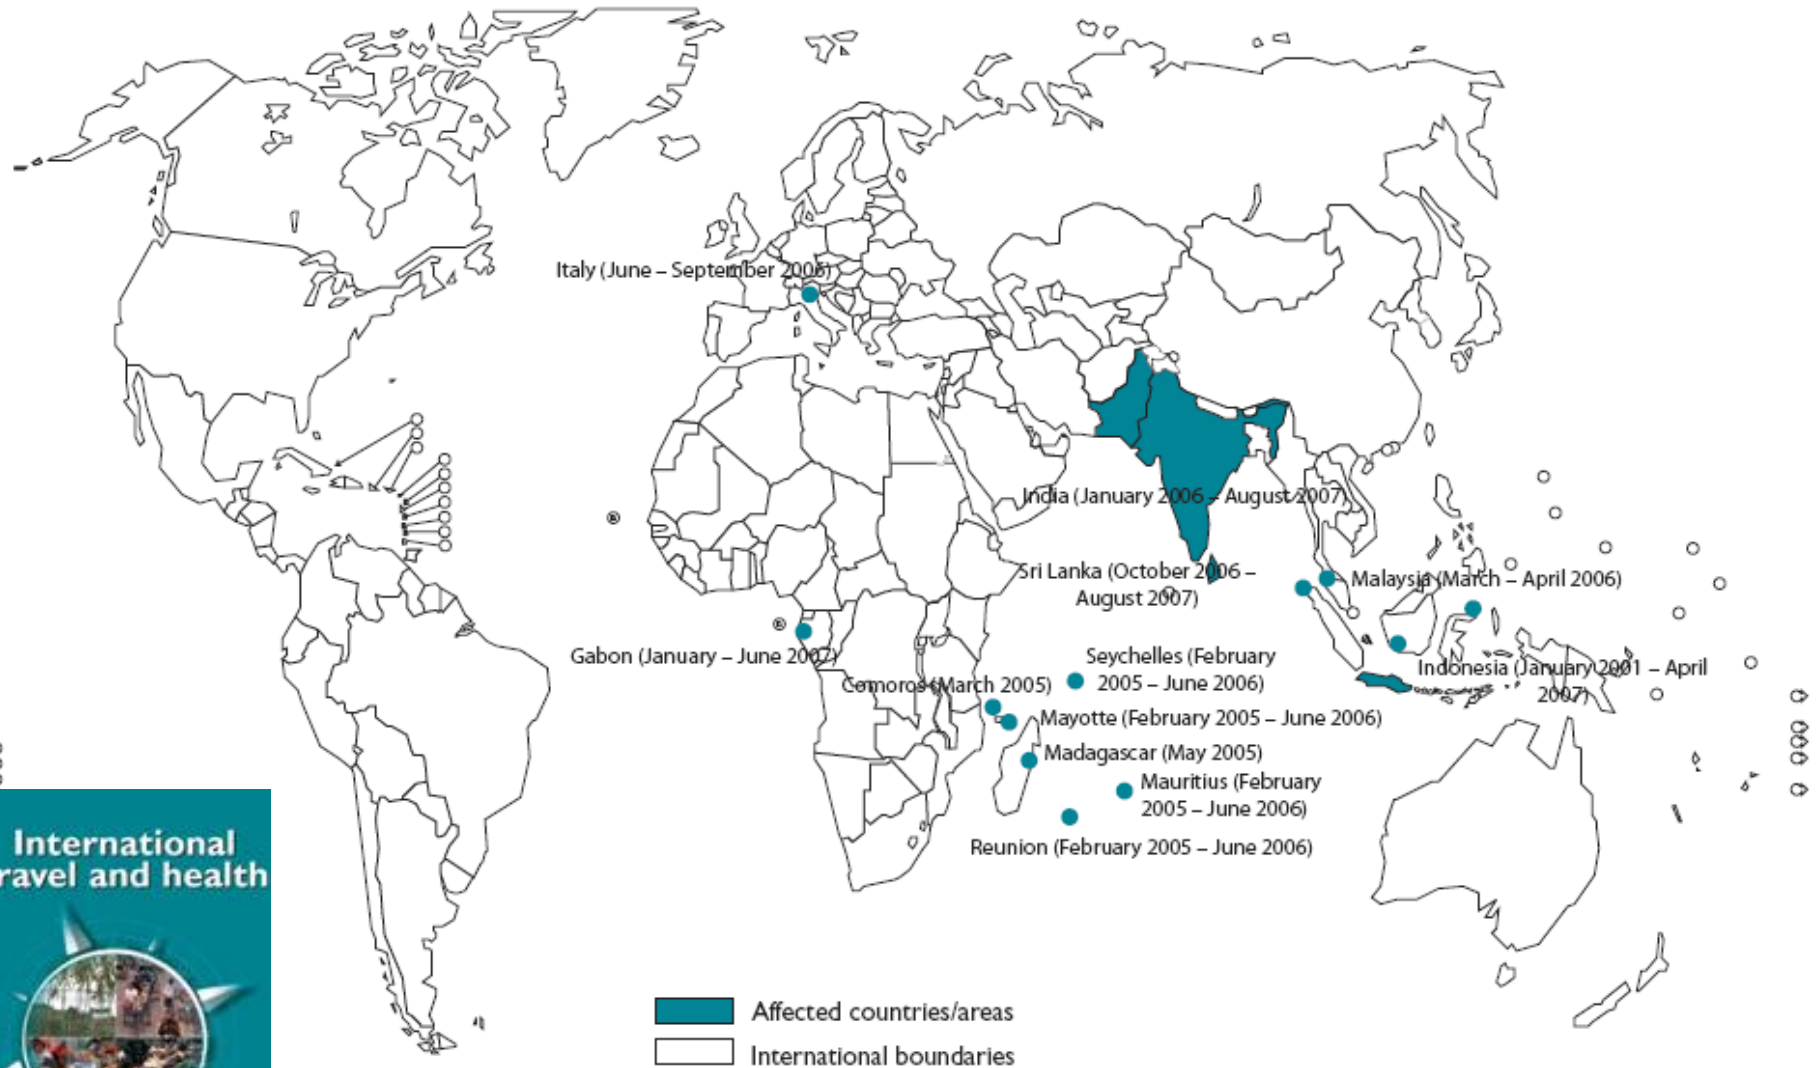 Italy (June – September 2006)
India (January 2006 – August 2007)
Sri Lanka (October 2006 –
August 2007)
Malaysia (March – April 2006)
Gabon (January – June 2007)
Seychelles (February
2005 – June 2006)
Indonesia (January 2001 – April
2007)
Comoros (March 2005)
Mayotte (February 2005 – June 2006)
Madagascar (May 2005)
Mauritius (February
2005 – June 2006)
Reunion (February 2005 – June 2006)
International
ravel and health
Affected countries/areas
International boundaries